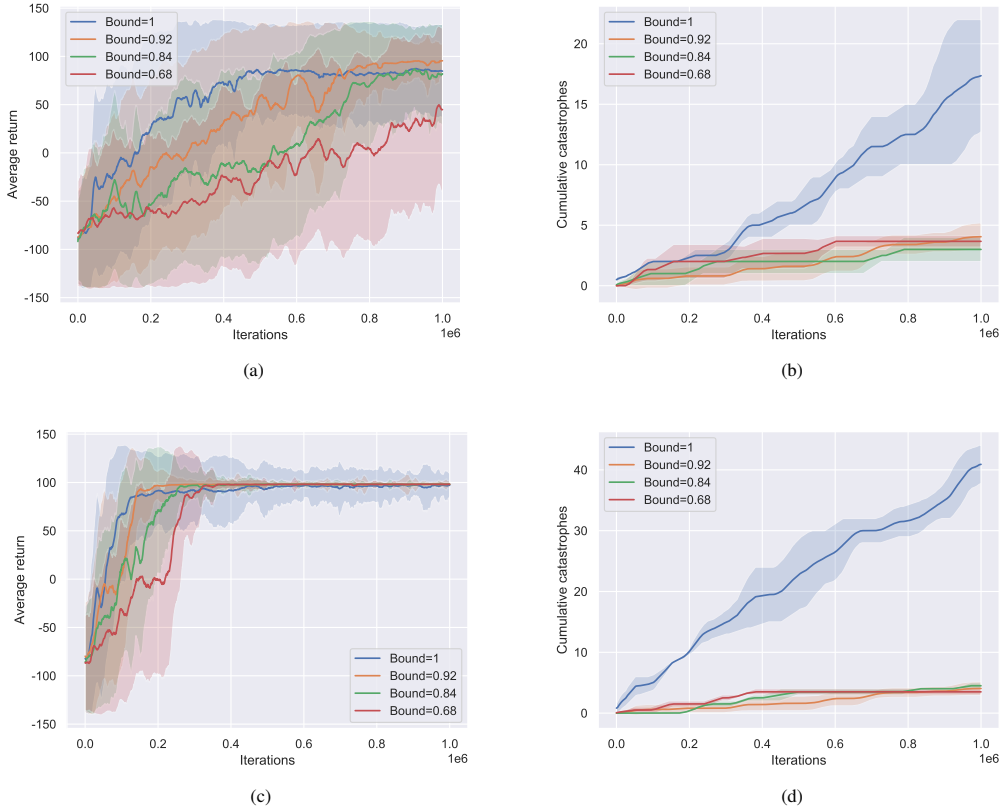 Bound=1
Bound=0.92
Bound=0.84
Bound=0.68
150
100
50
0
-50
-100
-150
Average return
0.0 0.2 0.4 0.6 0.8 1.0
Iterations
1e6
(a)
Bound=1
Bound=0.92
Bound=0.84
Bound=0.68
20
15
10
5
0
Cumulative catastrophes
0.0 0.2 0.4 0.6 0.8 1.0
Iterations
1e6
(b)
150
100
50
0
-50
-100
-150
Average return
Bound=1
Bound=0.92
Bound=0.84
Bound=0.68
0.0 0.2 0.4 0.6 0.8 1.0
Iterations
1e6
(c)
Bound=1
Bound=0.92
Bound=0.84
Bound=0.68
40
30
20
10
0
Cumulative catastrophes
0.0 0.2 0.4 0.6 0.8 1.0
Iterations
1e6
(d)